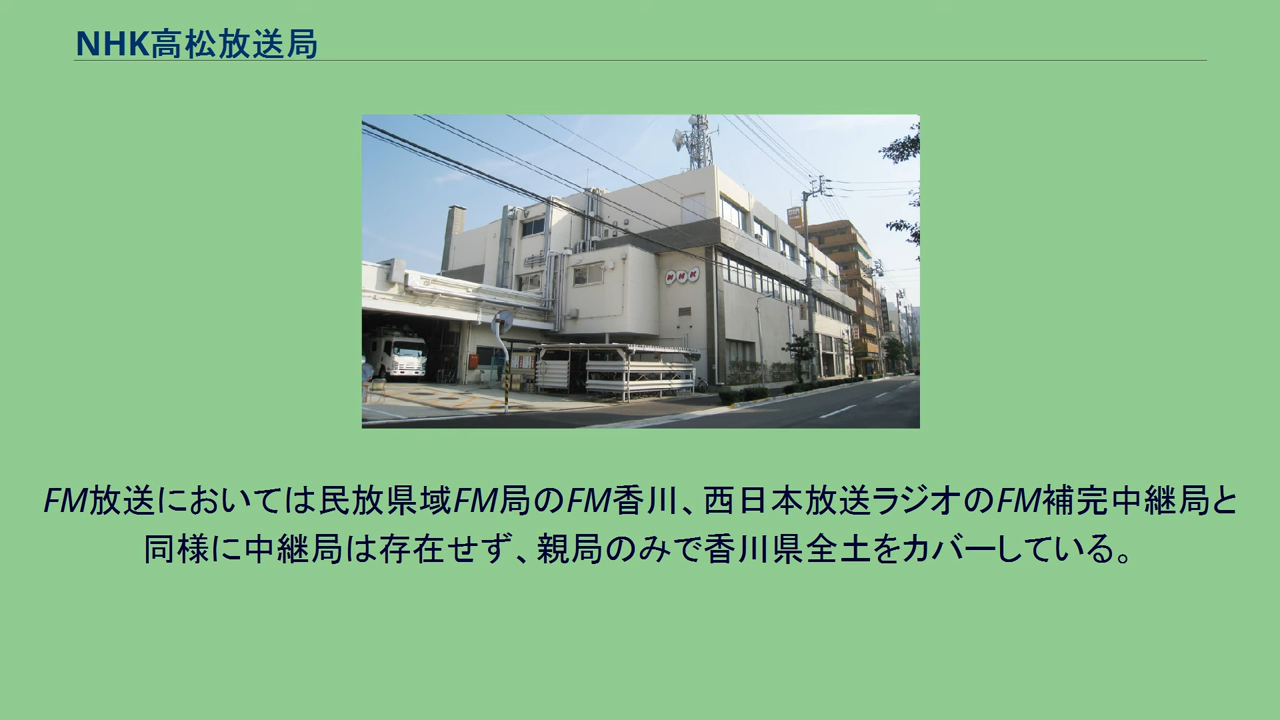 NHK高松放送局
NHK
FM放送においては民放県域FM局のFM香川、西日本放送ラジオのFM補完中継局と
同様に中継局は存在せず、親局のみで香川県全土をカバーしている。